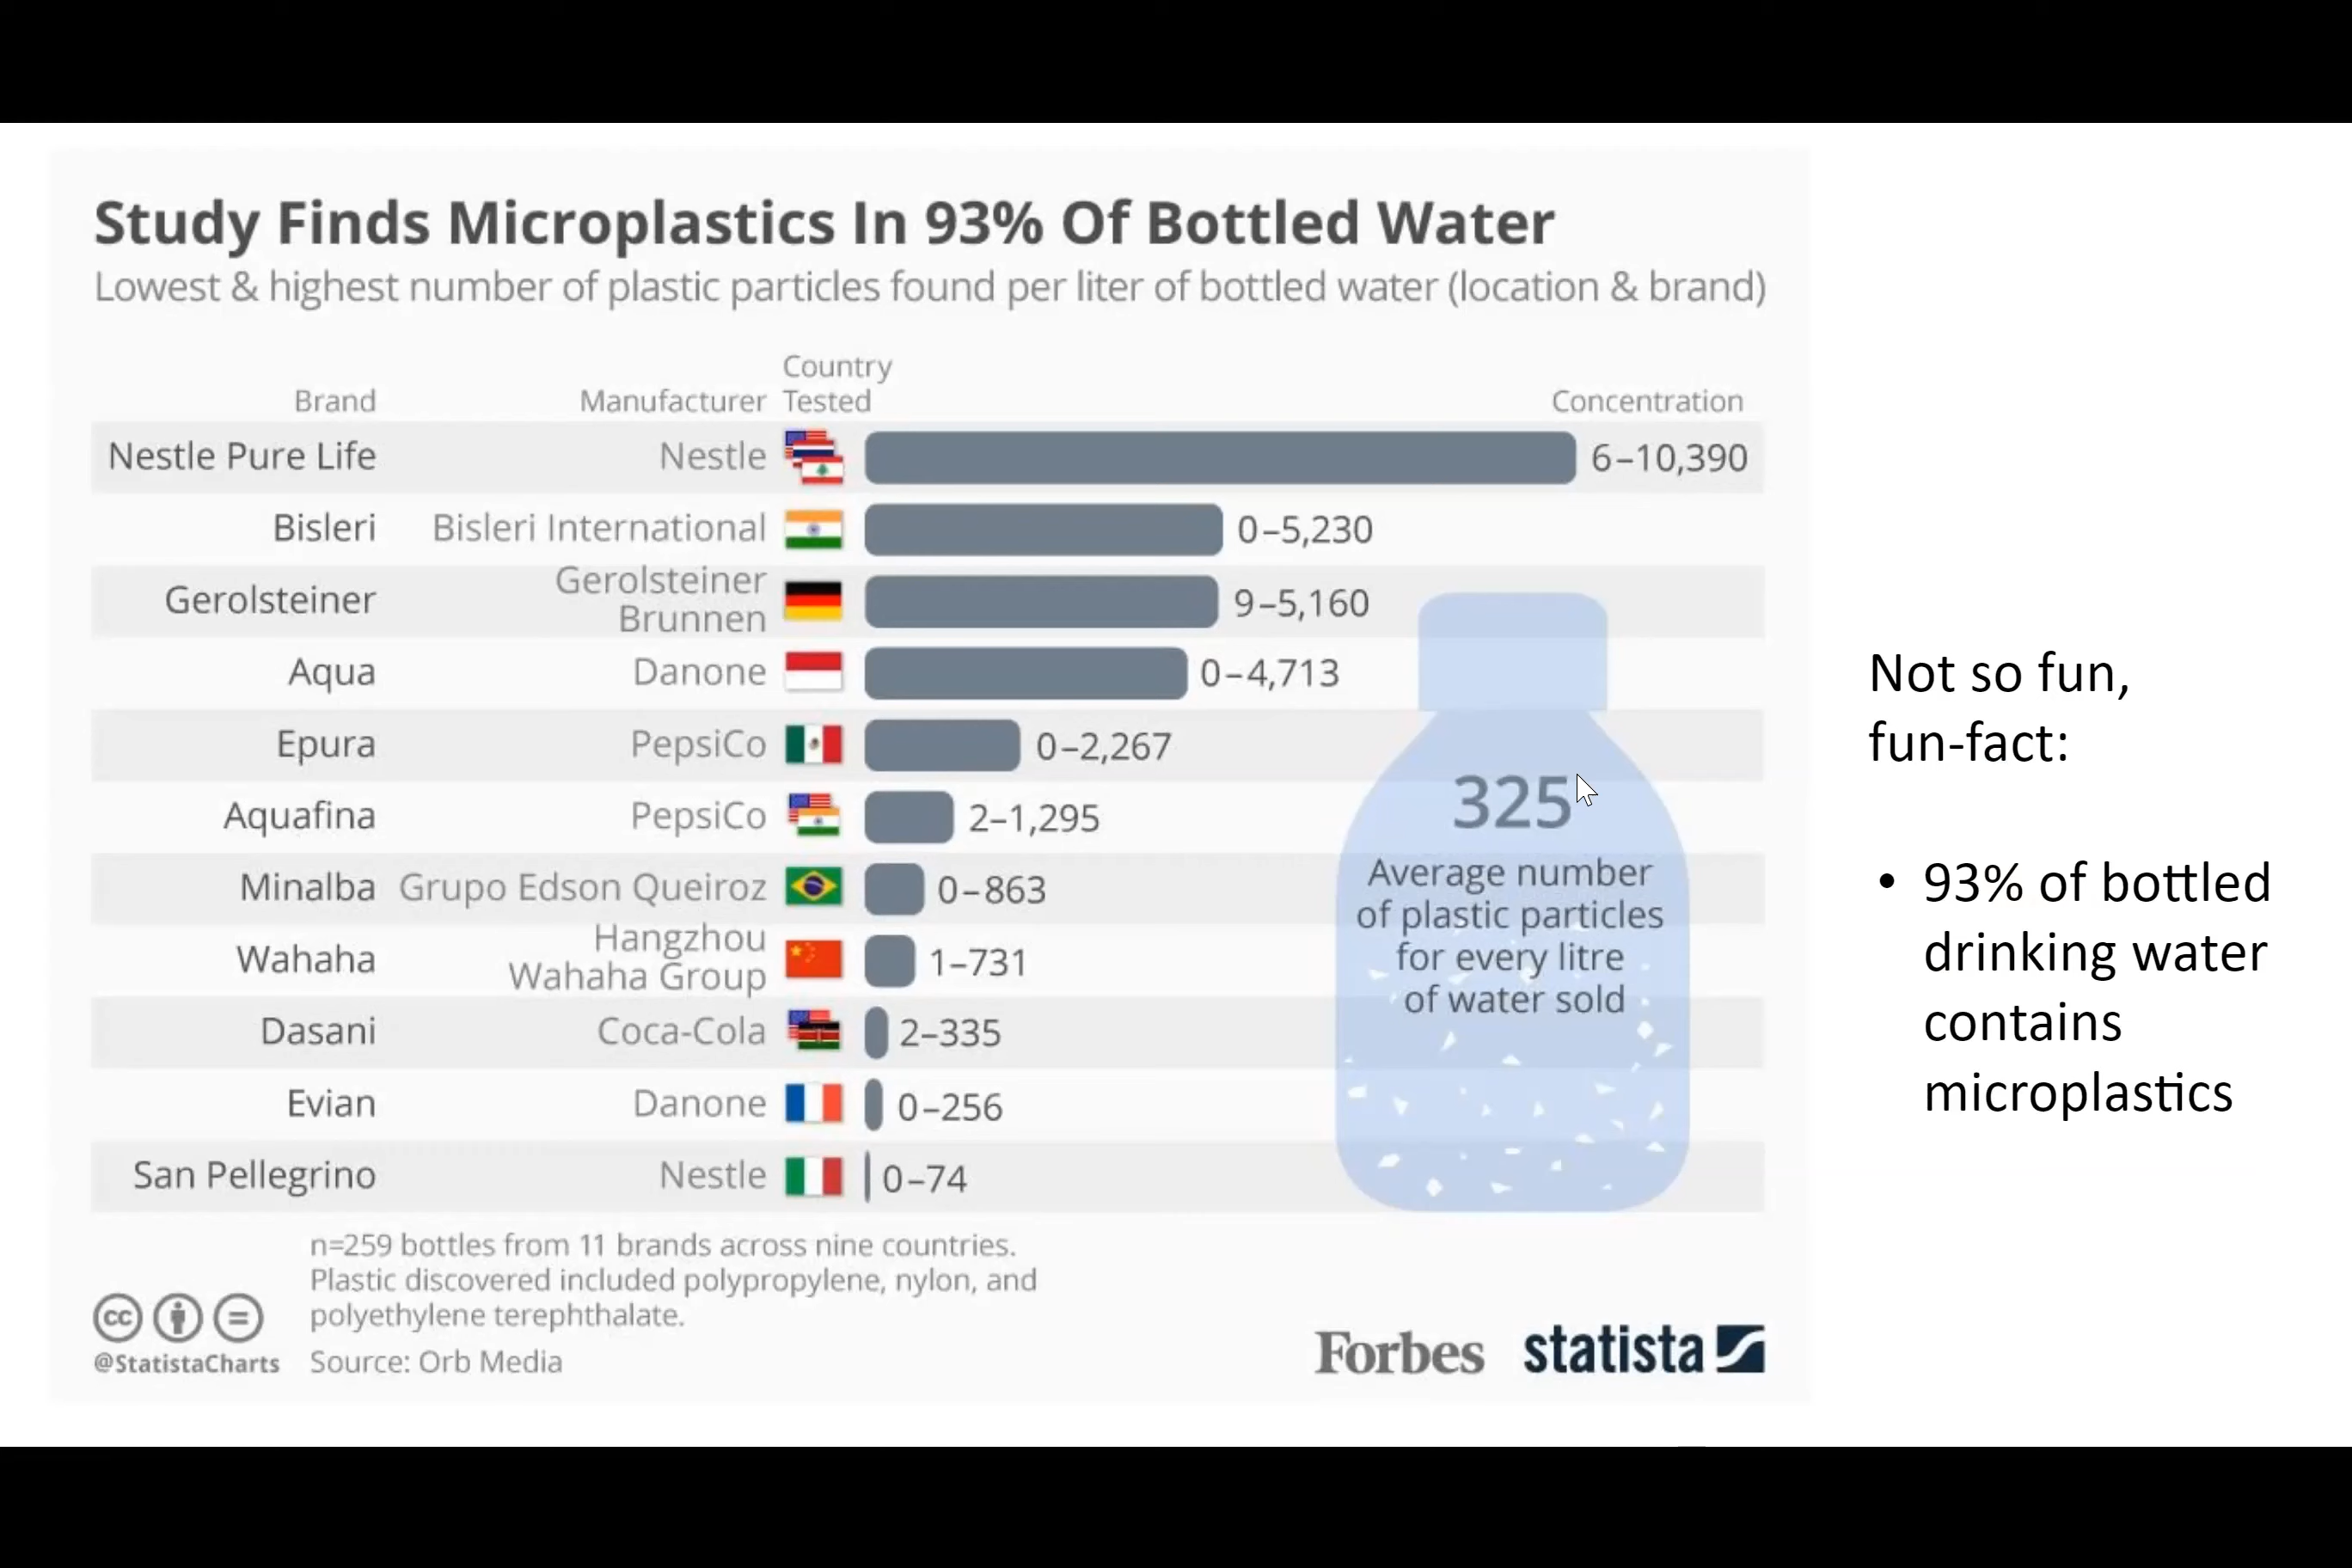 Study Finds Microplastics In 93% Of Bottled Water
Lowest & highest number of plastic particles found per liter of bottled water (location & brand)
Brand Manufacturer Country Tested Concentration
Nestle Pure Life Nestle 6–10,390
Bisleri Bisleri International 0–5,230
Gerolsteiner Gerolsteiner Brunnen 9–5,160
Aqua Danone 0–4,713
Epura PepsiCo 0–2,267
Aquafina PepsiCo 2–1,295
Minalba Grupo Edson Queiroz 0–863
Wahaha Hangzhou Wahaha Group 1–731
Dasani Coca-Cola 2–335
Evian Danone 0–256
San Pellegrino Nestle 0–74
325
Average number
of plastic particles
for every litre
of water sold
n=259 bottles from 11 brands across nine countries.
Plastic discovered included polypropylene, nylon, and
polyethylene terephthalate.
cc
@StatistaCharts Source: Orb Media
Forbes statista
Not so fun,
fun-fact:
• 93% of bottled
drinking water
contains
microplastics